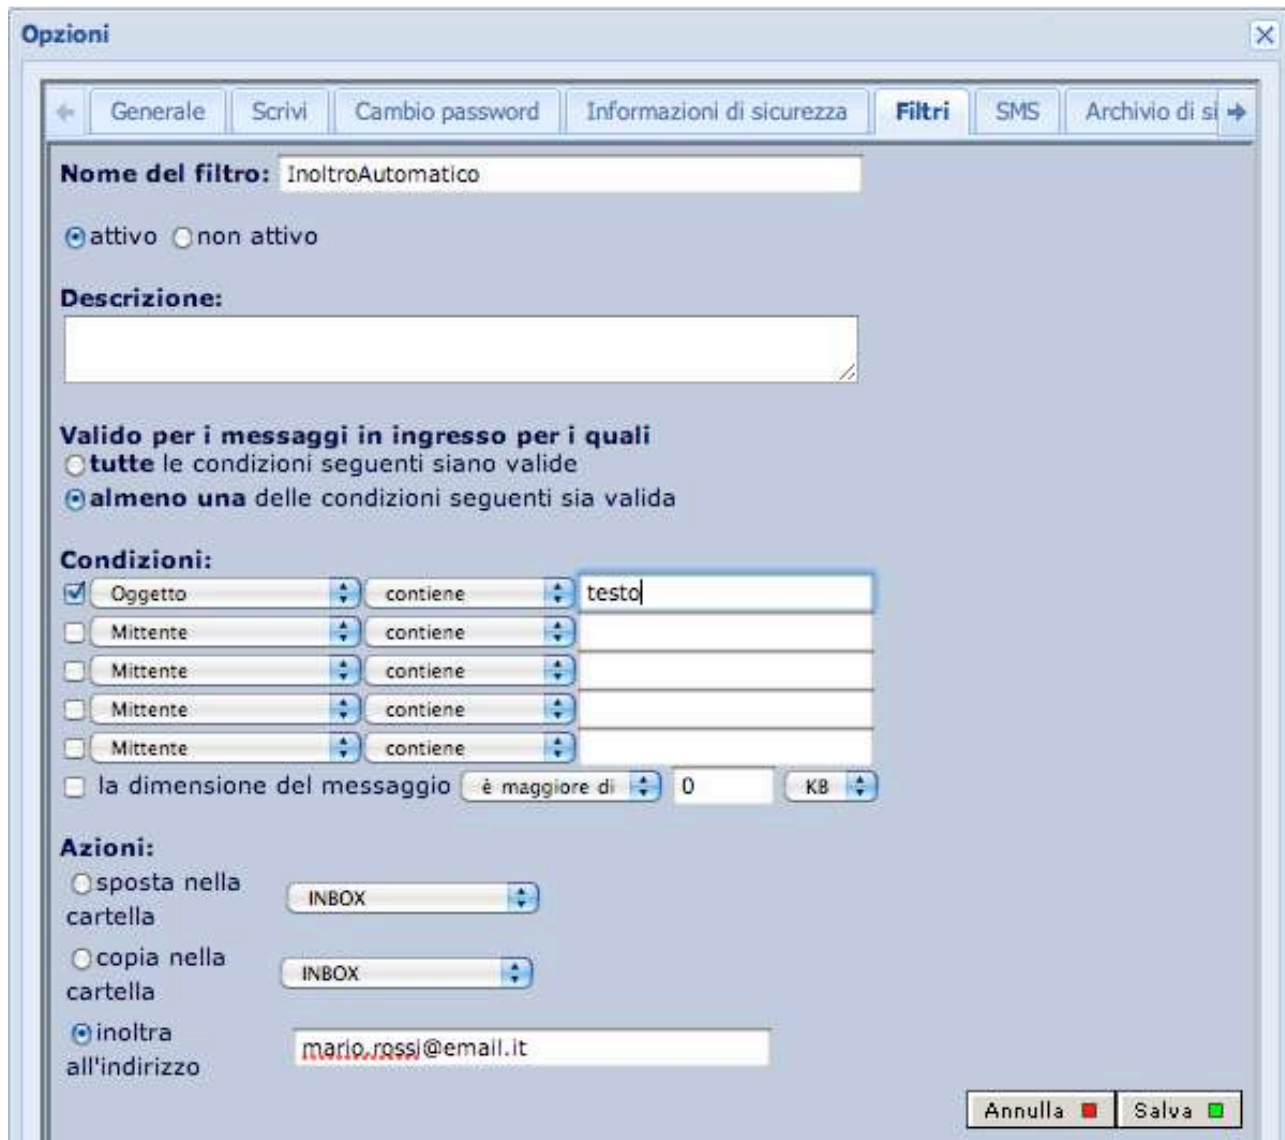 Opzioni
Generale Scrivi Cambio password Informazioni di sicurezza Filtri SMS Archivio di si
Nome del filtro: InoltroAutomatico
attivo non attivo
Descrizione:
Valido per i messaggi in ingresso per i quali
tutte le condizioni seguenti siano valide
almeno una delle condizioni seguenti sia valida
Condizioni:
Oggetto contiene testo
Mittente contiene
Mittente contiene
Mittente contiene
Mittente contiene
la dimensione del messaggio è maggiore di 0 KB
Azioni:
sposta nella
cartella INBOX
copia nella
cartella INBOX
inoltra
all'indirizzo mario.rossi@email.it
Annulla Salva